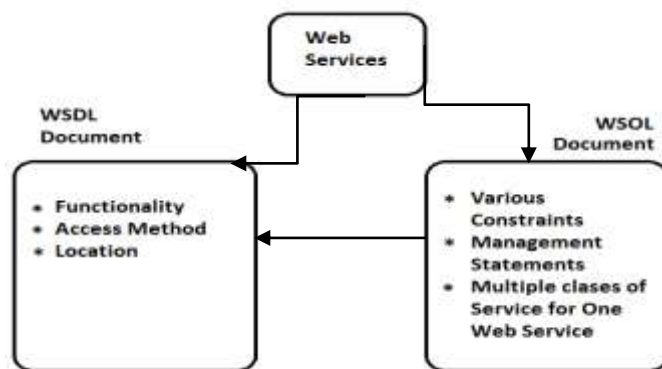 Web
Services
WSDL
Document
WSOL
Document
* Functionality
* Access Method
* Location
* Various
Constraints
* Management
Statements
* Multiple clases of
Service for One
Web Service